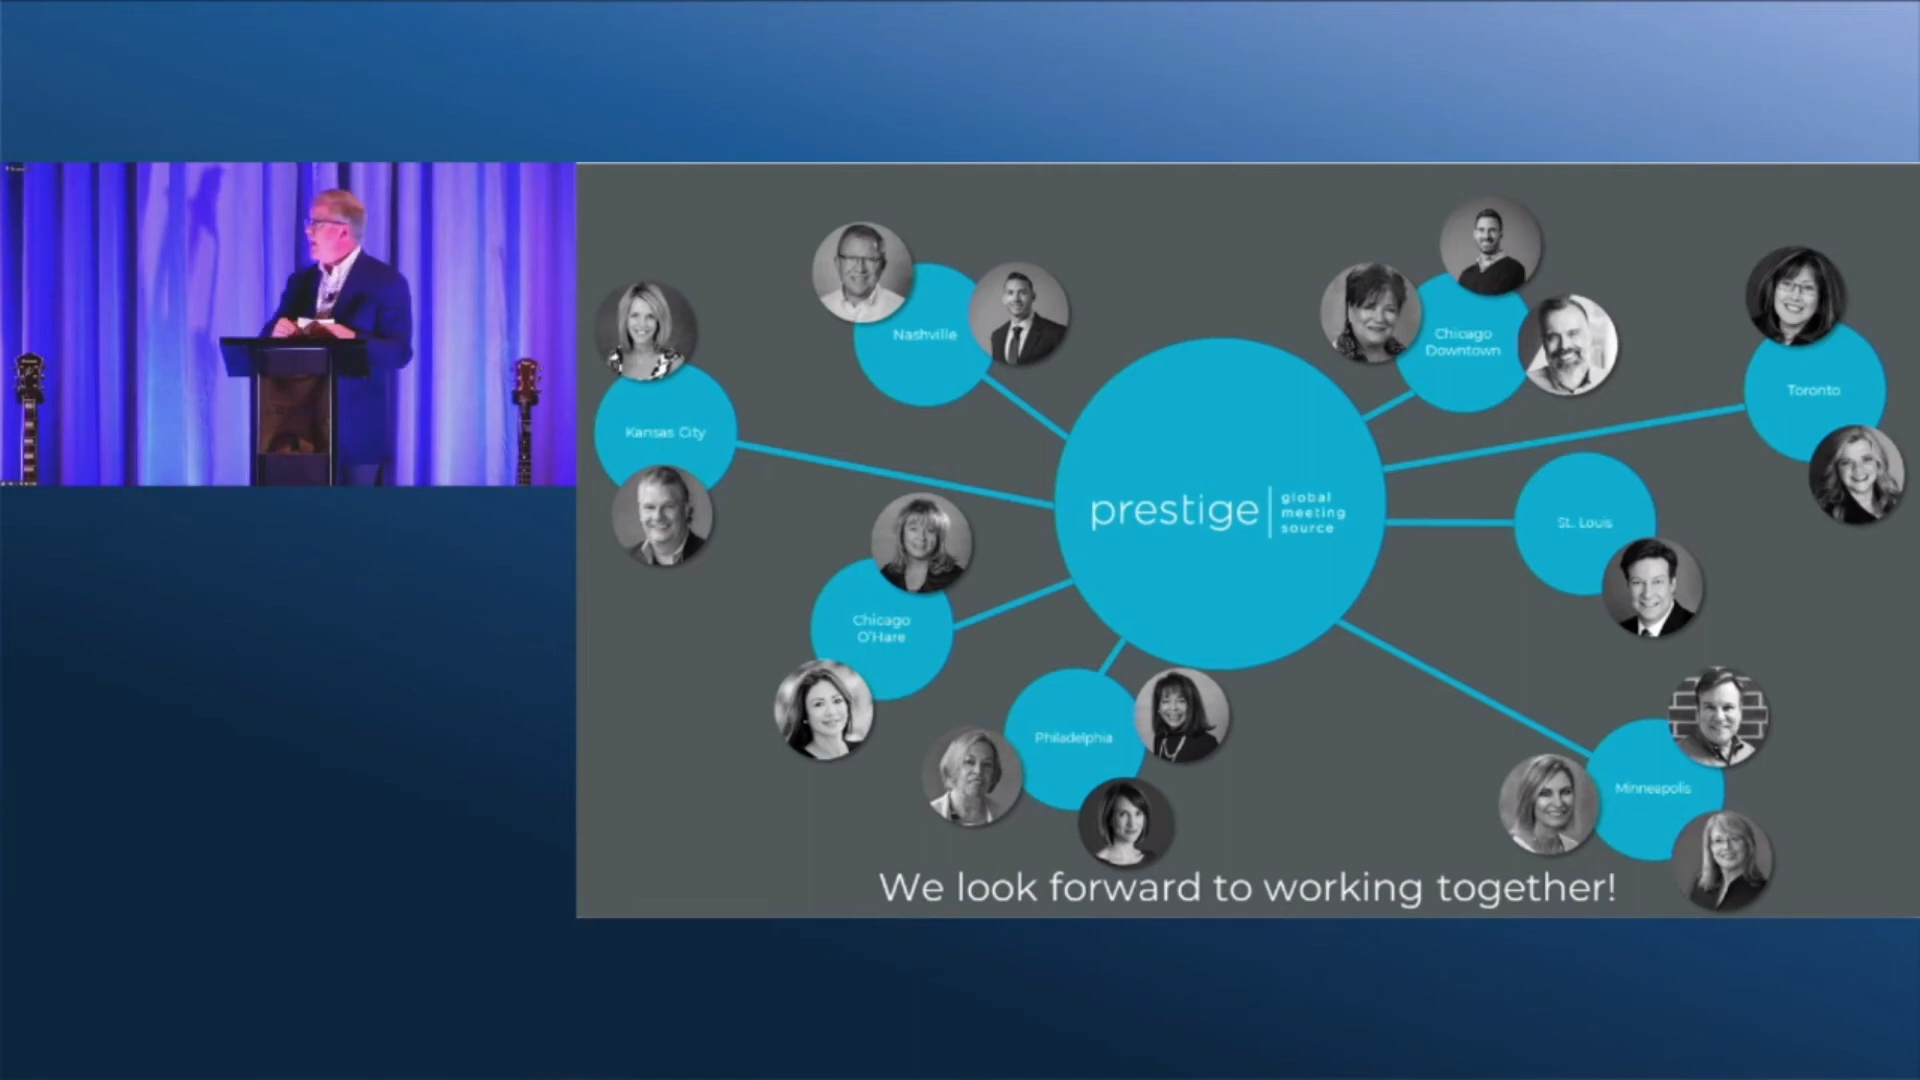 Nashville
Chicago
Downtown
Toronto
Kansas City
prestige
global
meeting
source
St. Louis
Chicago
O'Hare
Philadelphia
Minneapolis
We look forward to working together!